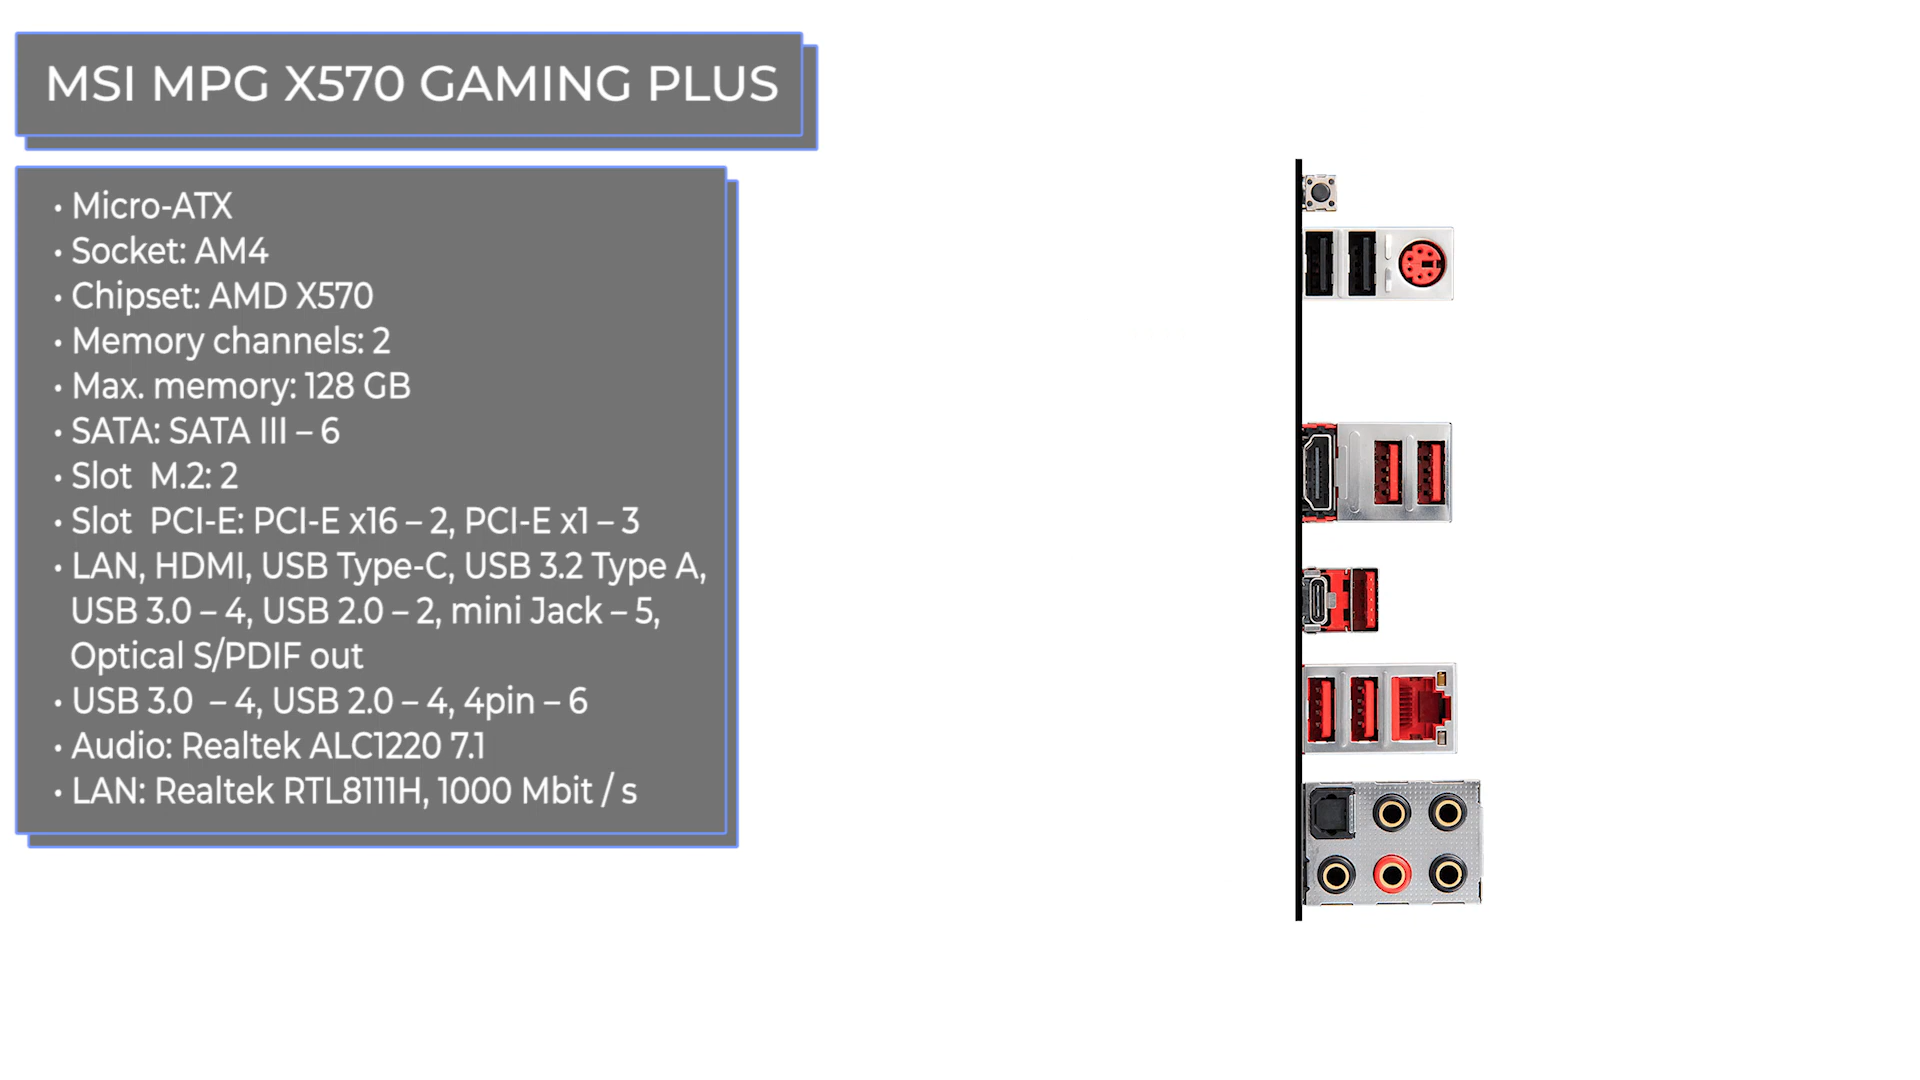 MSI MPG X570 GAMING PLUS
• Micro-ATX
• Socket: AM4
• Chipset: AMD X570
• Memory channels: 2
• Max. memory: 128 GB
• SATA: SATA III – 6
• Slot  M.2: 2
• Slot  PCI-E: PCI-E x16 – 2, PCI-E x1 – 3
• LAN, HDMI, USB Type-C, USB 3.2 Type A,
USB 3.0 – 4, USB 2.0 – 2, mini Jack – 5,
Optical S/PDIF out
• USB 3.0  – 4, USB 2.0 – 4, 4pin – 6
• Audio: Realtek ALC1220 7.1
• LAN: Realtek RTL8111H, 1000 Mbit / s